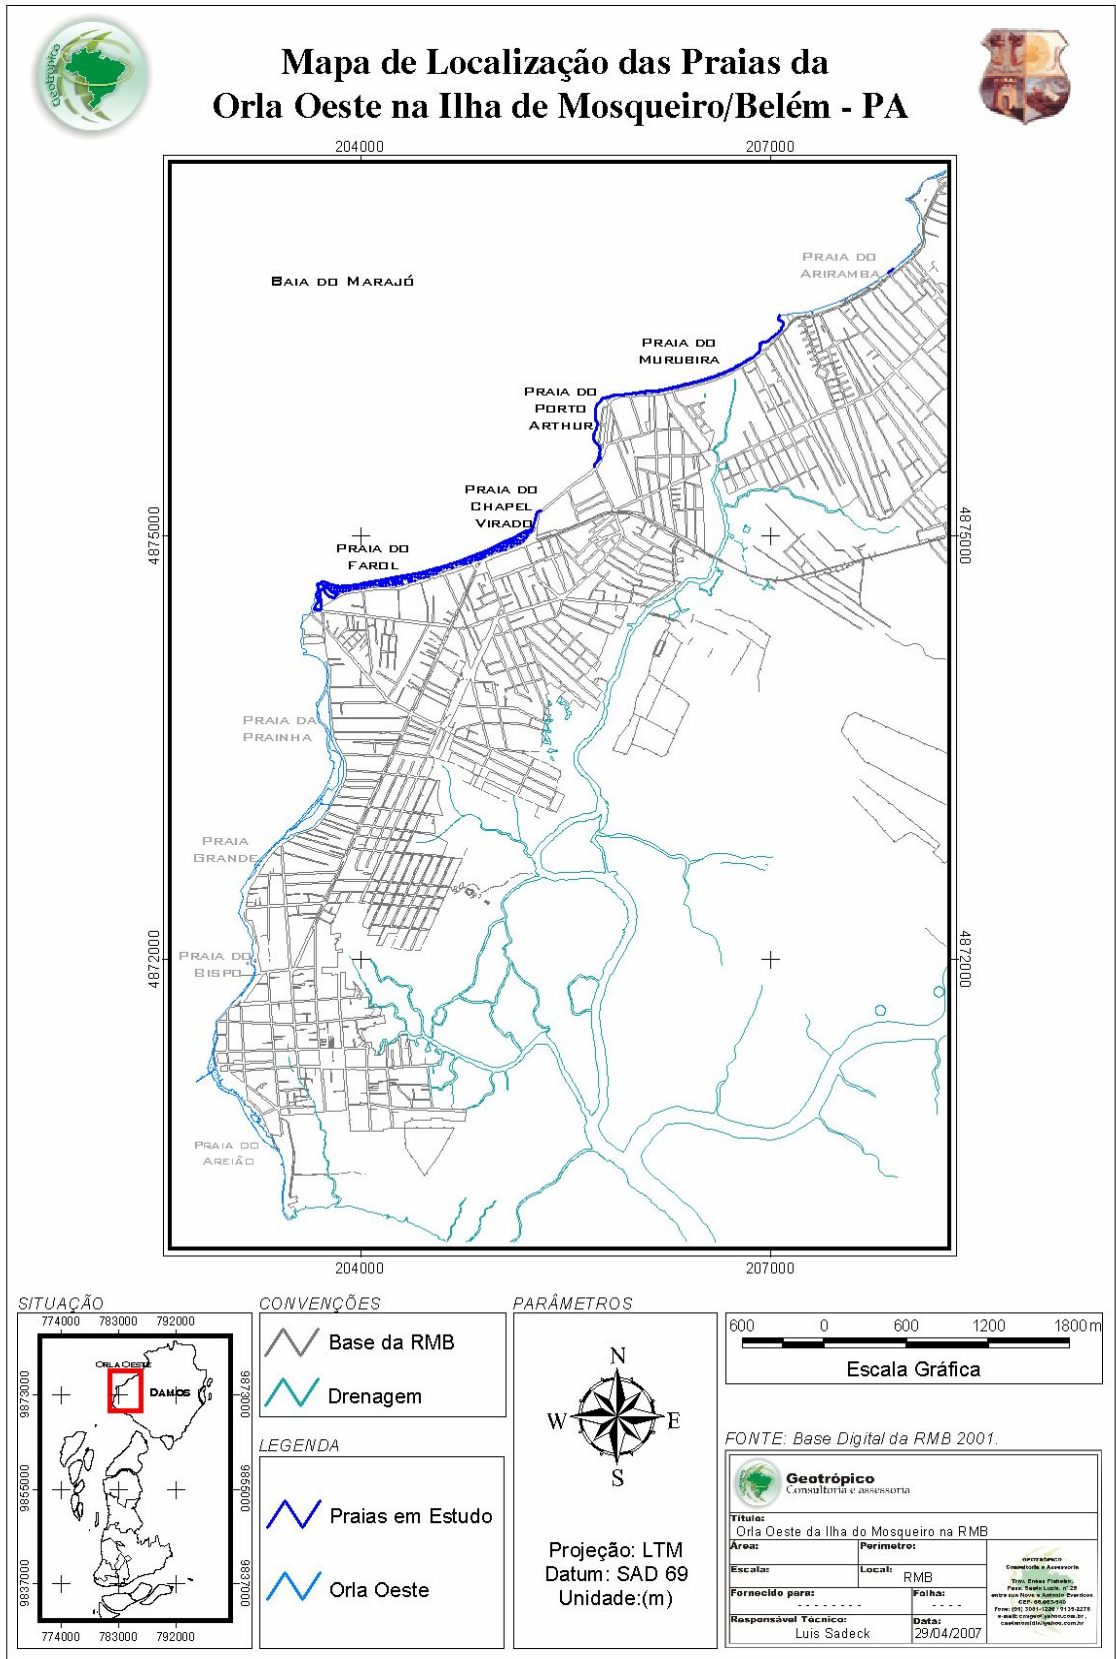 Geotrópico
Mapa de Localização das Praias da
Orla Oeste na Ilha de Mosqueiro/Belém - PA
204000
207000
PRAIA DO
ARIRAMBA
BAIA DO MARAJÓ
PRAIA DO
MURUBIRA
PRAIA DO
PORTO
ARTHUR
PRAIA DO
CHAPEL
VIRADO
4875000
4875000
PRAIA DO
FAROL
PRAIA DA
PRAINHA
PRAIA
GRANDE
PRAIA DO
BISPO
4872000
4872000
PRAIA DO
AREIÃO
204000
207000
SITUAÇÃO
774000 783000 792000
ORLA OESTE
DAMOS
9873000
9873000
9855000
9855000
9837000
9837000
774000 783000 792000
CONVENÇÕES
Base da RMB
Drenagem
LEGENDA
Praias em Estudo
Orla Oeste
PARÂMETROS
N
W E
S
Projeção: LTM
Datum: SAD 69
Unidade:(m)
600 0 600 1200 1800m
Escala Gráfica
FONTE: Base Digital da RMB 2001.
Geotrópico
Consultoria e assessoria
Título:
Orla Oeste da Ilha do Mosqueiro na RMB
Área: Perímetro:
Escala: Local: RMB
Fornecido para: Folha:
- - - - - - - - - - - -
Responsável Técnico: Data:
Luis Sadeck 29/04/2007
GEOTRÓPICO
Consultoria e Assessoria